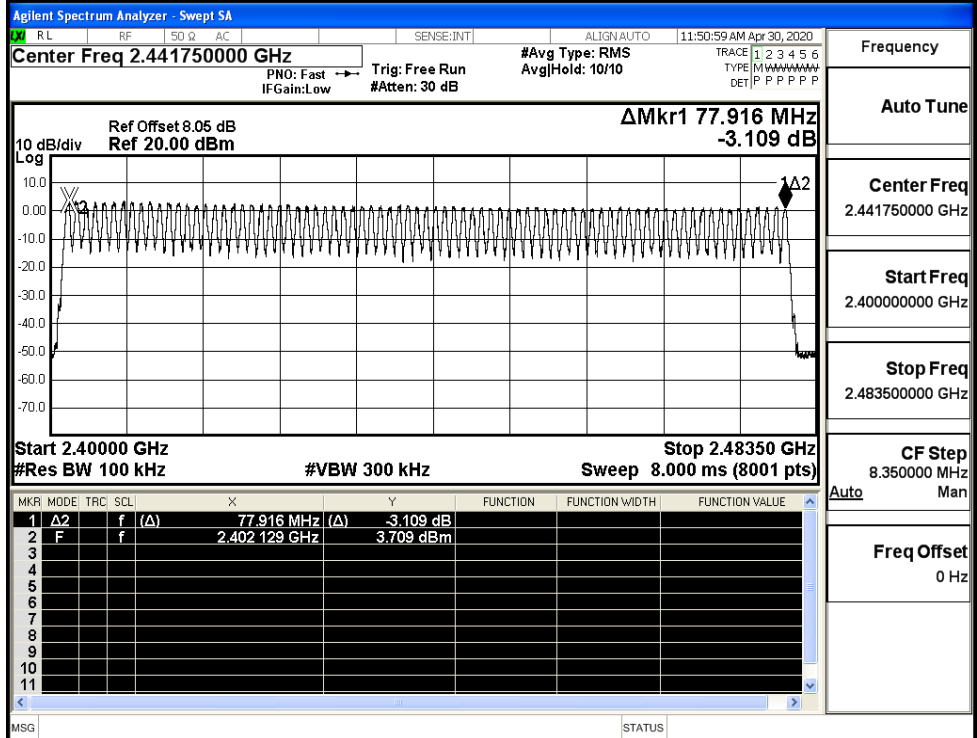 Agilent Spectrum Analyzer - Swept SA
LXI RL RF 50 Ω AC SENSE:INT ALIGN AUTO 11:50:59 AM Apr 30, 2020
Center Freq 2.441750000 GHz
PNO: Fast
IFGain:Low
Trig: Free Run
#Atten: 30 dB
#Avg Type: RMS
Avg|Hold: 10/10
TRACE 1 2 3 4 5 6
TYPE M WWWWW
DET P P P P P P
Ref Offset 8.05 dB
10 dB/div Ref 20.00 dBm
Log
ΔMkr1 77.916 MHz
-3.109 dB
10.0
0.00
-10.0
-20.0
-30.0
-40.0
-50.0
-60.0
-70.0
1Δ2
2
Start 2.40000 GHz Stop 2.48350 GHz
#Res BW 100 kHz #VBW 300 kHz Sweep 8.000 ms (8001 pts)
MKR MODE TRC SCL X Y FUNCTION FUNCTION WIDTH FUNCTION VALUE
1 Δ2 f (Δ) 77.916 MHz (Δ) -3.109 dB
2 F f 2.402 129 GHz 3.709 dBm
3
4
5
6
7
8
9
10
11
MSG STATUS
Frequency
Auto Tune
Center Freq
2.441750000 GHz
Start Freq
2.400000000 GHz
Stop Freq
2.483500000 GHz
CF Step
8.350000 MHz
Auto Man
Freq Offset
0 Hz